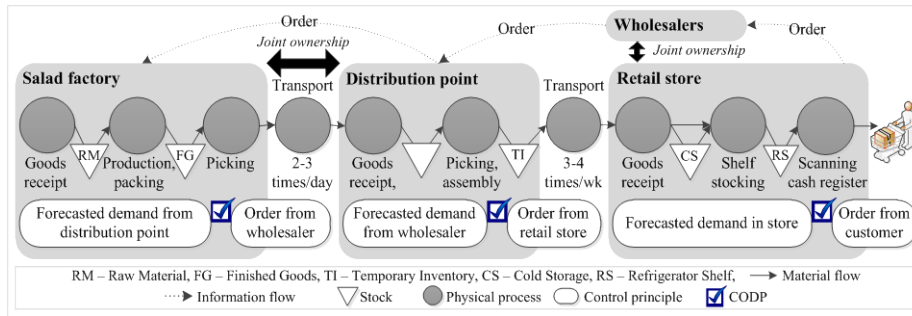 Order
Wholesalers
Order
Order
Joint ownership
Joint ownership
Salad factory
Transport
Distribution point
Transport
Retail store
RM
FG
TI
CS
RS
Goods
receipt
Production,
packing
Picking
2-3
times/day
Goods
receipt,
Picking,
assembly
3-4
times/wk
Goods
receipt
Shelf
stocking
Scanning
cash register
Forecasted demand from
distribution point
Order from
wholesaler
Forecasted demand
from wholesaler
Order from
retail store
Forecasted demand in store
Order from
customer
RM – Raw Material, FG – Finished Goods, TI – Temporary Inventory, CS – Cold Storage, RS – Refrigerator Shelf, Material flow
Information flow Stock Physical process Control principle CODP